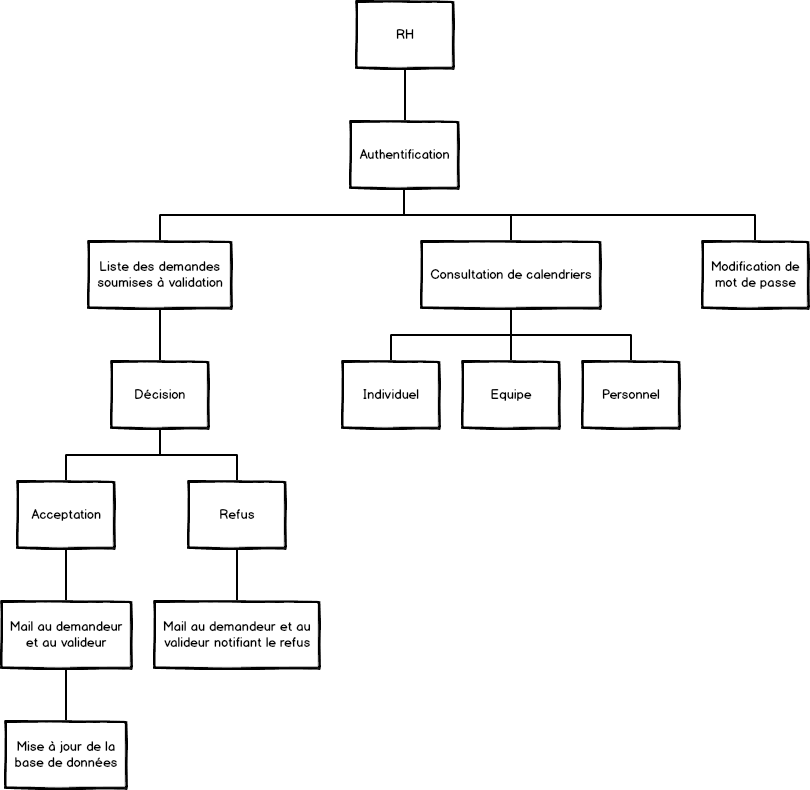 RH
Authentification
Liste des demandes
soumises à validation
Consultation de calendriers
Modification de
mot de passe
Décision
Individuel
Equipe
Personnel
Acceptation
Refus
Mail au demandeur
et au valideur
Mail au demandeur et au
valideur notifiant le refus
Mise à jour de la
base de données